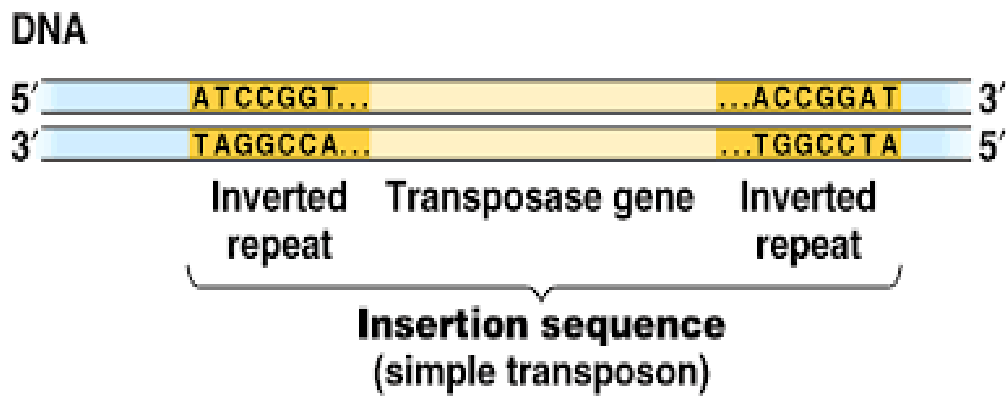 DNA
5′ ATCCGGT... ...ACCGGAT 3′
3′ TAGGCCA... ...TGGCCTA 5′
Inverted repeat Transposase gene Inverted repeat
Insertion sequence
(simple transposon)